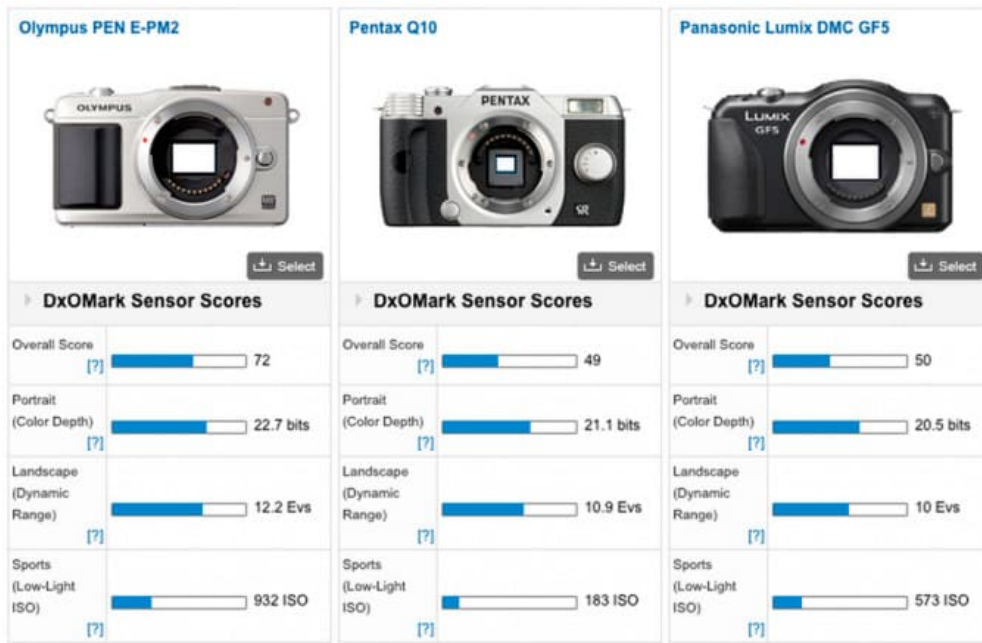 Olympus PEN E-PM2
OLYMPUS
Select
DxOMark Sensor Scores
Overall Score
[?]
72
Portrait
(Color Depth)
[?]
22.7 bits
Landscape
(Dynamic
Range)
[?]
12.2 Evs
Sports
(Low-Light
ISO)
[?]
932 ISO
Pentax Q10
PENTAX
SR
Select
DxOMark Sensor Scores
Overall Score
[?]
49
Portrait
(Color Depth)
[?]
21.1 bits
Landscape
(Dynamic
Range)
[?]
10.9 Evs
Sports
(Low-Light
ISO)
[?]
183 ISO
Panasonic Lumix DMC GF5
LUMIX
GF5
Select
DxOMark Sensor Scores
Overall Score
[?]
50
Portrait
(Color Depth)
[?]
20.5 bits
Landscape
(Dynamic
Range)
[?]
10 Evs
Sports
(Low-Light
ISO)
[?]
573 ISO